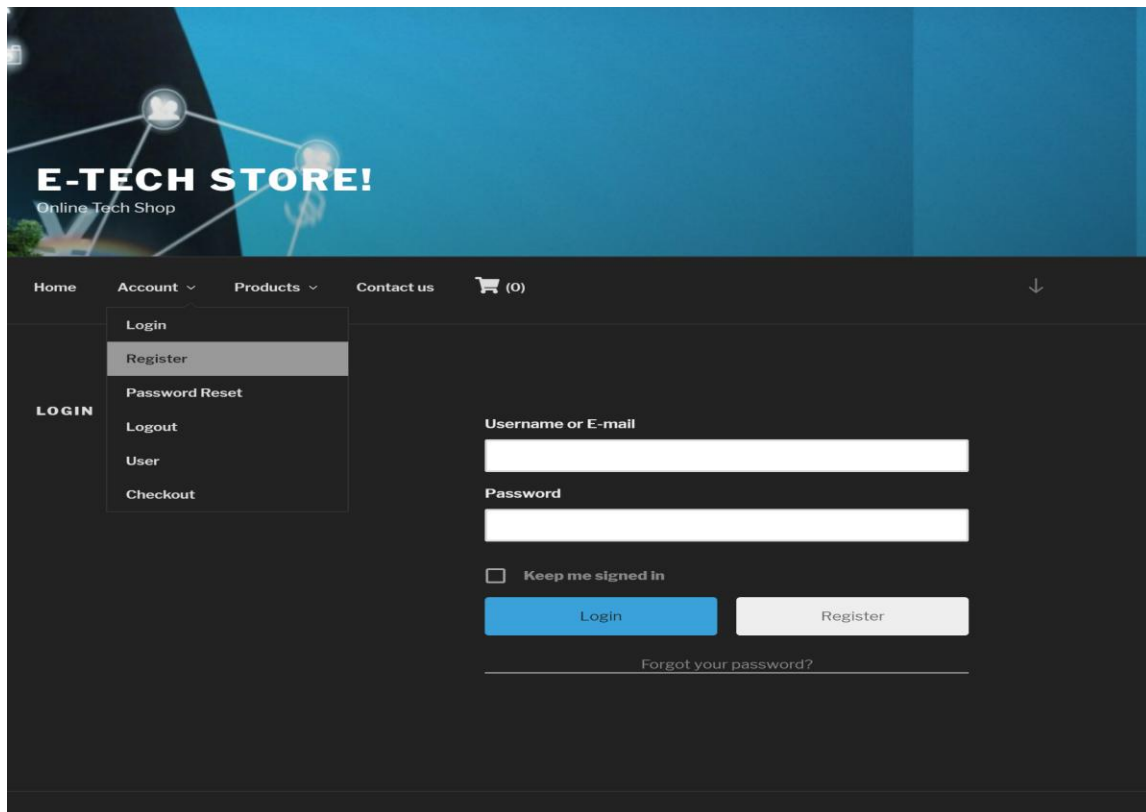 E-TECH STORE!
Online Tech Shop
Home Account Products Contact us (0)
Login
Register
Password Reset
Logout
User
Checkout
LOGIN
Username or E-mail
Password
Keep me signed in
Login Register
Forgot your password?